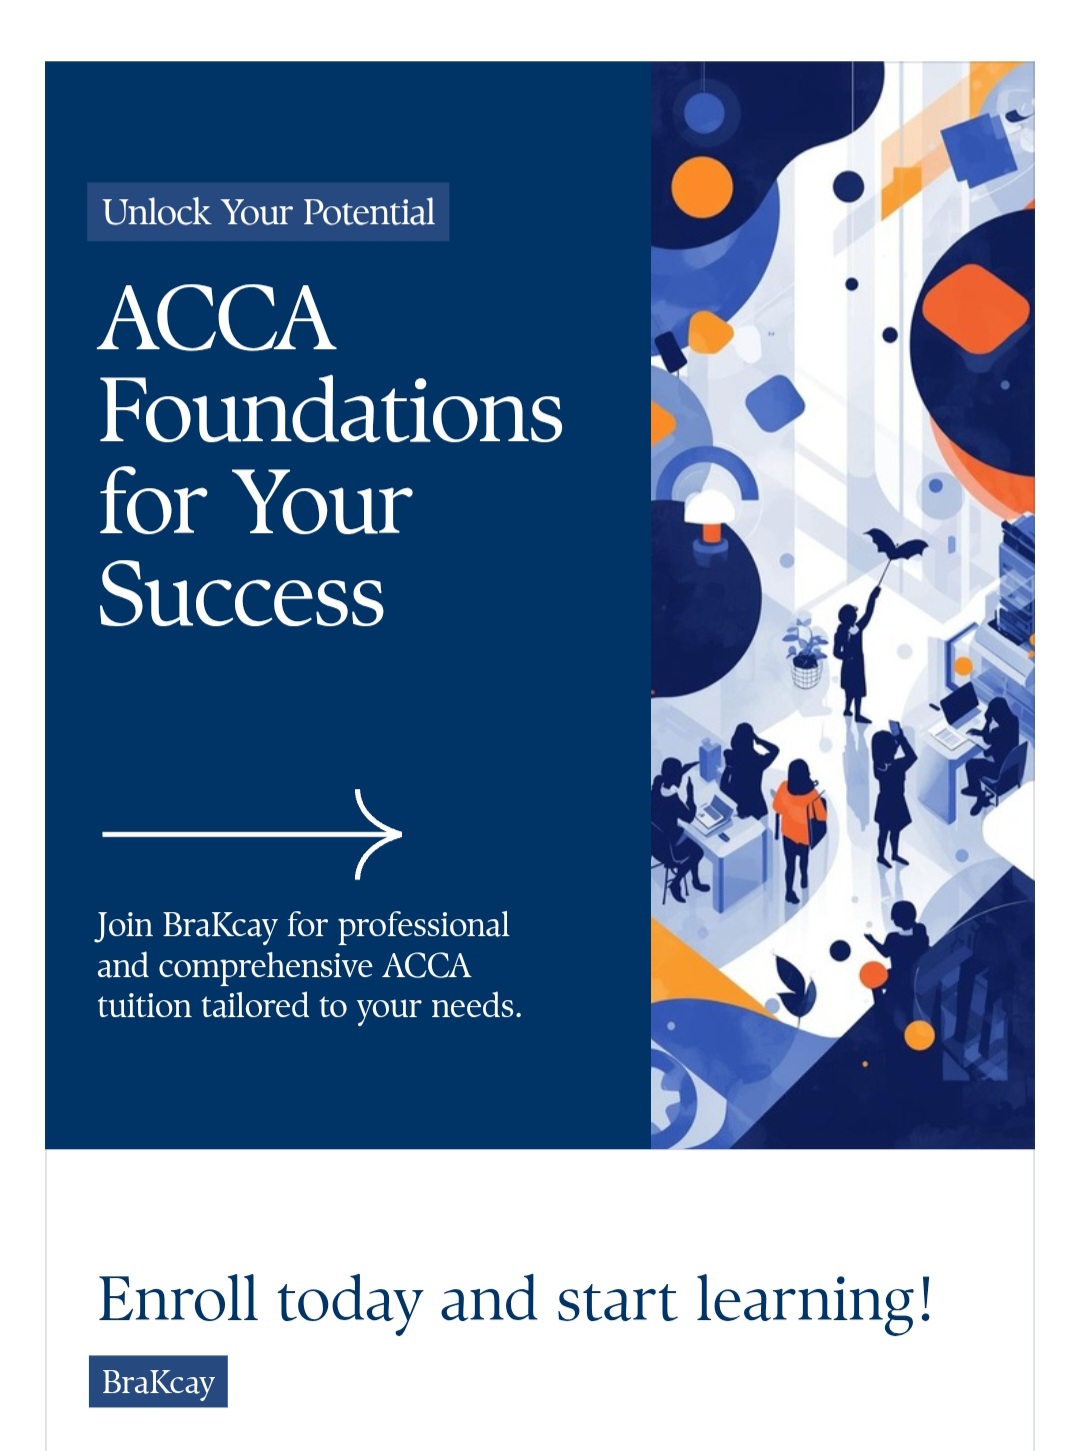 Unlock Your Potential
ACCA
Foundations
for Your
Success
Join BraKcay for professional
and comprehensive ACCA
tuition tailored to your needs.
Enroll today and start learning!
BraKcay